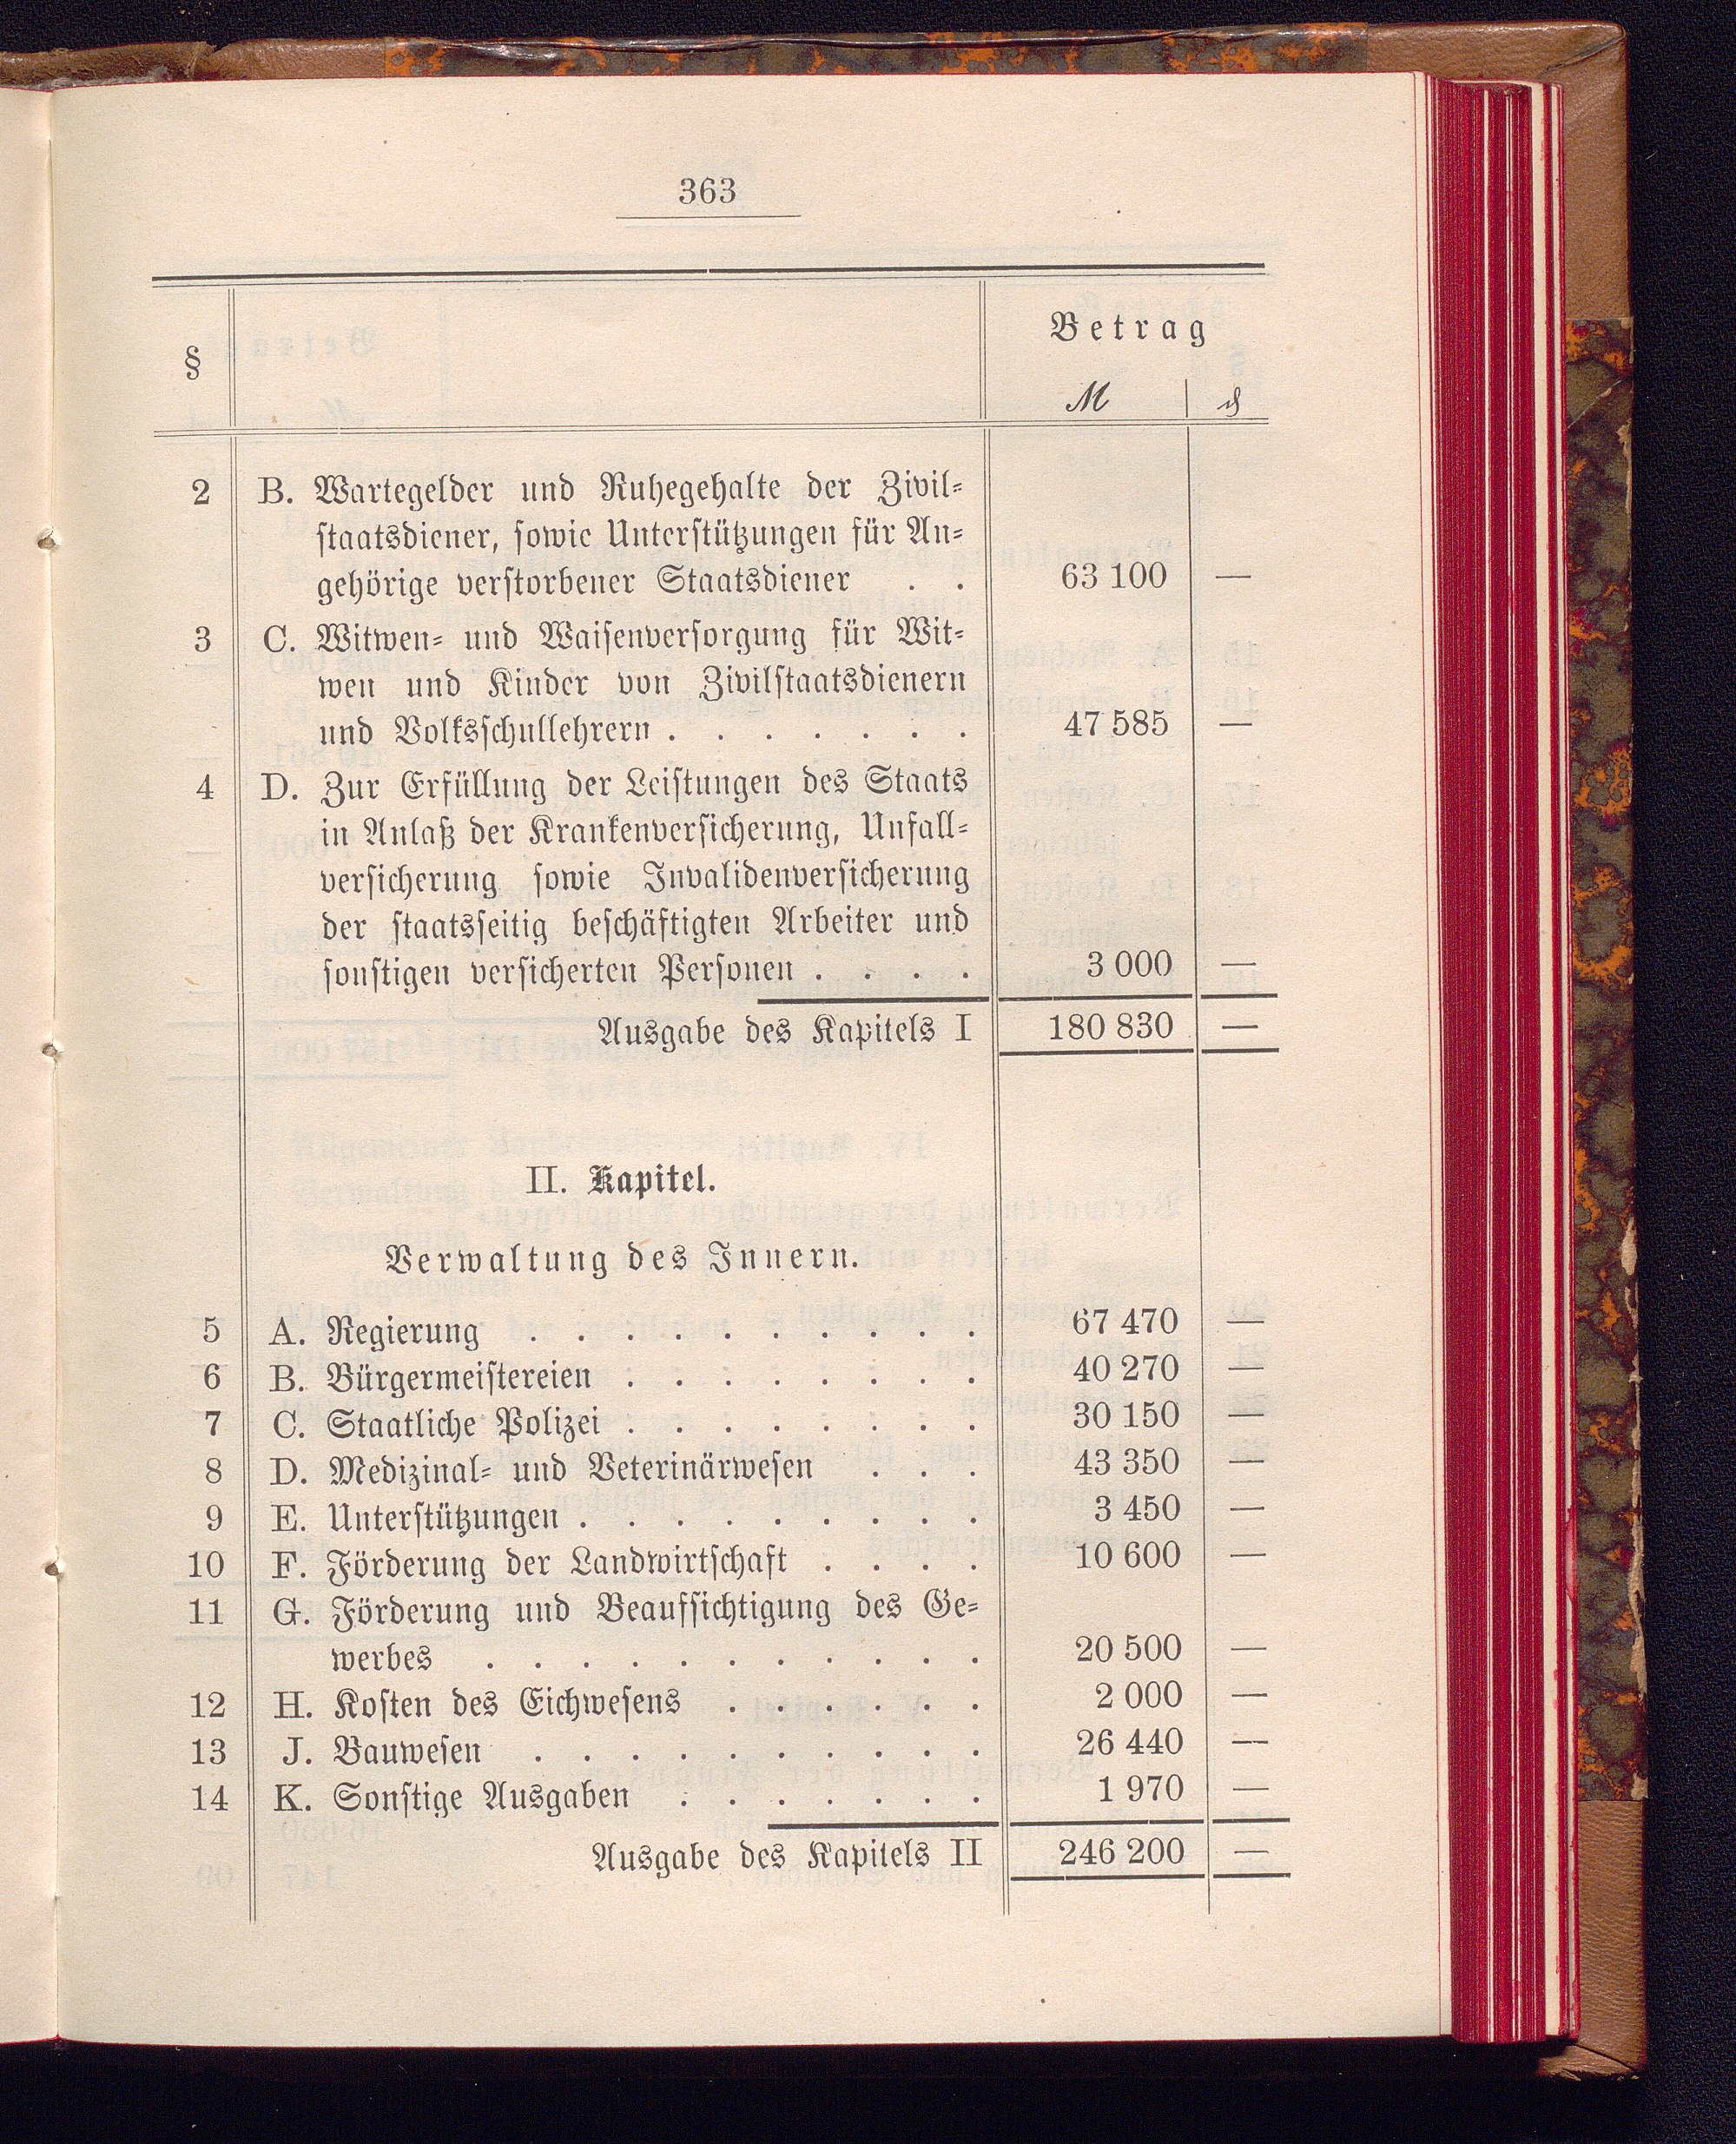 363
§ Betrag
ℳ ₰
2 B. Wartegelder und Ruhegehalte der Zivil-
staatsdiener, sowie Unterstützungen für An-
gehörige verstorbener Staatsdiener . . 63 100 —
3 C. Witwen- und Waisenversorgung für Wit-
wen und Kinder von Zivilstaatsdienern
und Volksschullehrern . . . . . . . 47 585 —
4 D. Zur Erfüllung der Leistungen des Staats
in Anlaß der Krankenversicherung, Unfall-
versicherung sowie Invalidenversicherung
der staatsseitig beschäftigten Arbeiter und
sonstigen versicherten Personen . . . . 3 000 —
Ausgabe des Kapitels I 180 830 —
II. Kapitel.
Verwaltung des Innern.
5 A. Regierung . . . . . . . . . . 67 470 —
6 B. Bürgermeistereien . . . . . . . . 40 270 —
7 C. Staatliche Polizei . . . . . . . . 30 150 —
8 D. Medizinal- und Veterinärwesen . . . 43 350 —
9 E. Unterstützungen . . . . . . . . . 3 450 —
10 F. Förderung der Landwirtschaft . . . . 10 600 —
11 G. Förderung und Beaufsichtigung des Ge-
werbes . . . . . . . . . . . 20 500 —
12 H. Kosten des Eichwesens . . . . . . 2 000 —
13 J. Bauwesen . . . . . . . . . . 26 440 —
14 K. Sonstige Ausgaben . . . . . . . 1 970 —
Ausgabe des Kapitels II 246 200 —